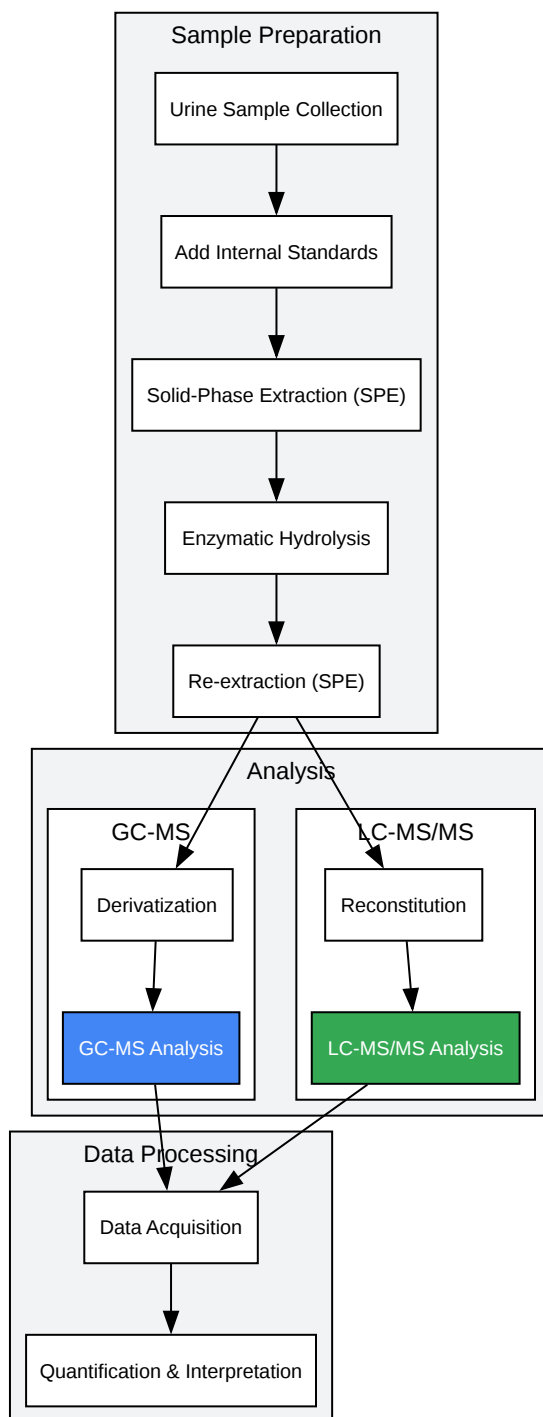 Sample Preparation
Urine Sample Collection
Add Internal Standards
Solid-Phase Extraction (SPE)
Enzymatic Hydrolysis
Re-extraction (SPE)
Analysis
GC-MS
Derivatization
GC-MS Analysis
LC-MS/MS
Reconstitution
LC-MS/MS Analysis
Data Processing
Data Acquisition
Quantification & Interpretation